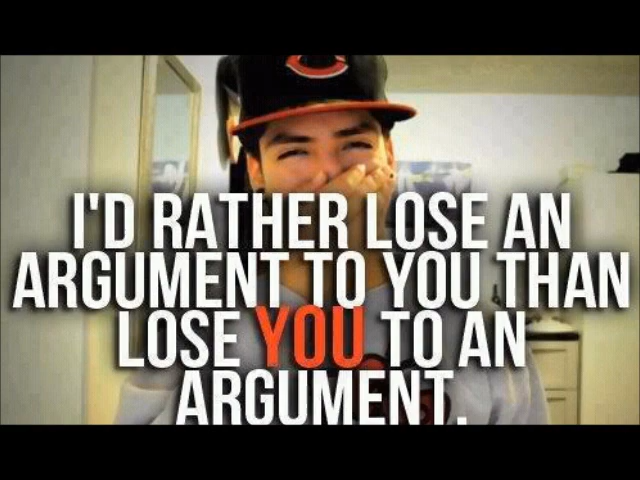 C
I'D RATHER LOSE AN
ARGUMENT TO YOU THAN
LOSE YOU TO AN
ARGUMENT.